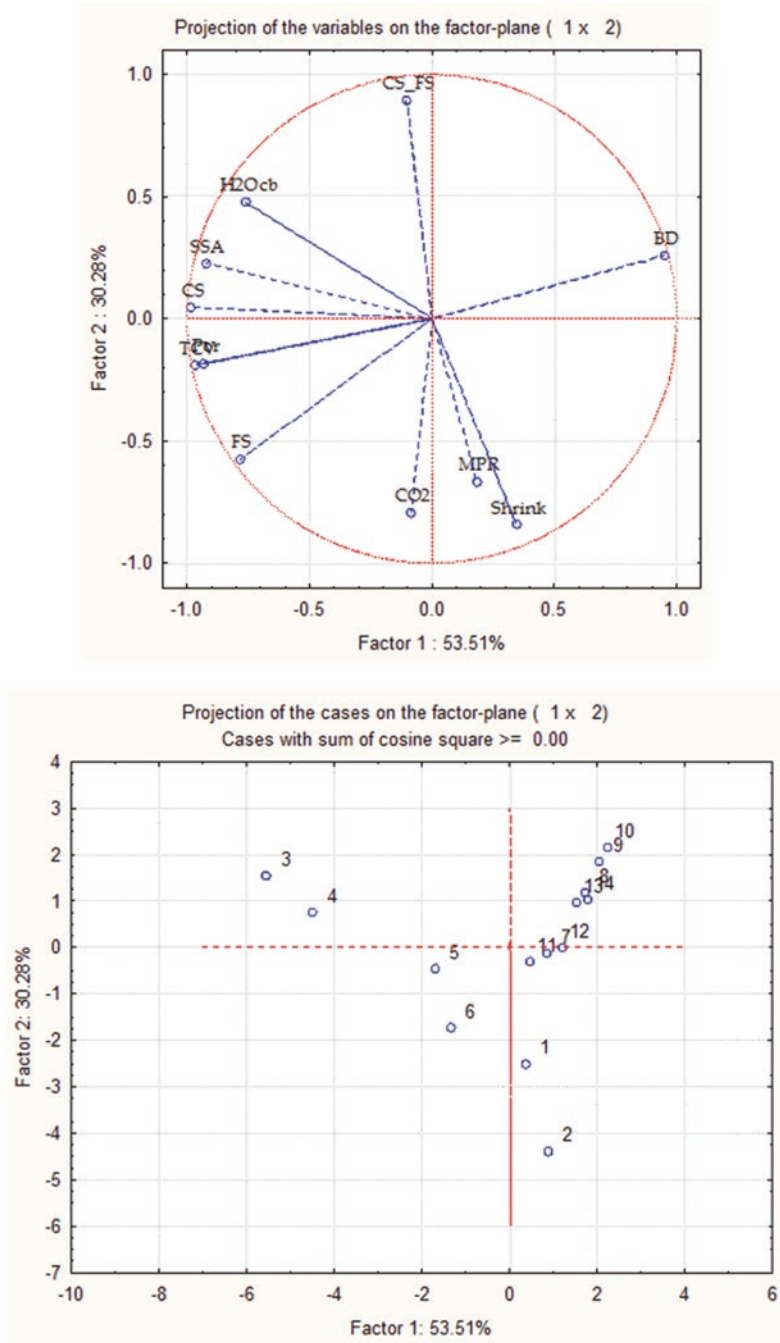 Projection of the variables on the factor-plane ( 1 x 2)
CS_FS
H2Ocb
SSA
CS
BD
FS
CO2
MPR
Shrink
1.0
0.5
0.0
-0.5
-1.0
Factor 2 : 30.28%
-1.0 -0.5 0.0 0.5 1.0
Factor 1 : 53.51%
Projection of the cases on the factor-plane ( 1 x 2)
Cases with sum of cosine square >= 0.00
4
3
2
1
0
-1
-2
-3
-4
-5
-6
-7
Factor 2: 30.28%
10
9
8
3
4
12
7
11
5
6
1
2
-10 -8 -6 -4 -2 0 2 4 6
Factor 1: 53.51%